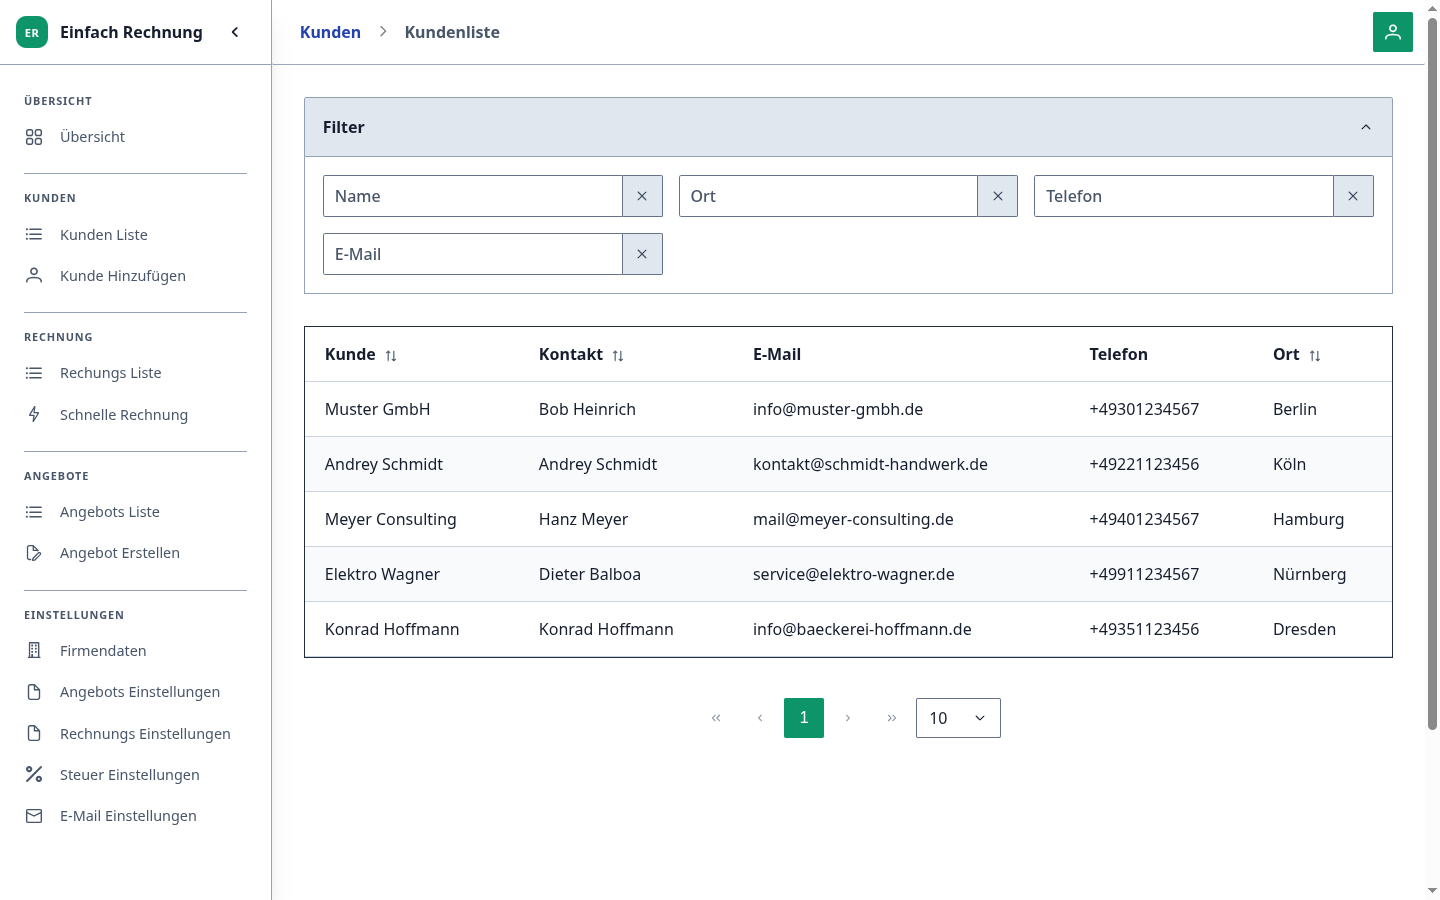 ER Einfach Rechnung
Kunden Kundenliste
ÜBERSICHT
Übersicht
KUNDEN
Kunden Liste
Kunde Hinzufügen
RECHNUNG
Rechungs Liste
Schnelle Rechnung
ANGEBOTE
Angebots Liste
Angebot Erstellen
EINSTELLUNGEN
Firmendaten
Angebots Einstellungen
Rechnungs Einstellungen
Steuer Einstellungen
E-Mail Einstellungen
Filter
Name Ort Telefon
E-Mail
Kunde Kontakt E-Mail Telefon Ort
Muster GmbH Bob Heinrich info@muster-gmbh.de +49301234567 Berlin
Andrey Schmidt Andrey Schmidt kontakt@schmidt-handwerk.de +49221123456 Köln
Meyer Consulting Hanz Meyer mail@meyer-consulting.de +49401234567 Hamburg
Elektro Wagner Dieter Balboa service@elektro-wagner.de +49911234567 Nürnberg
Konrad Hoffmann Konrad Hoffmann info@baeckerei-hoffmann.de +49351123456 Dresden
« ‹ 1 › » 10